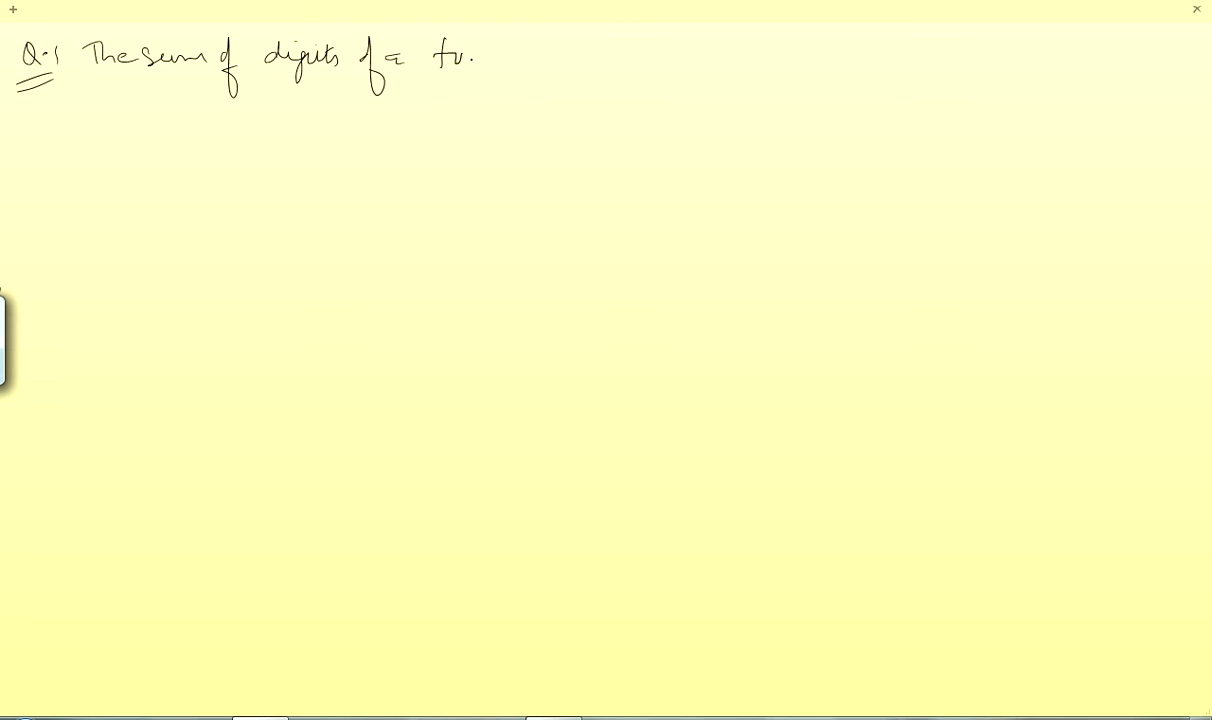 Q.1 The sum of digits of a tw.